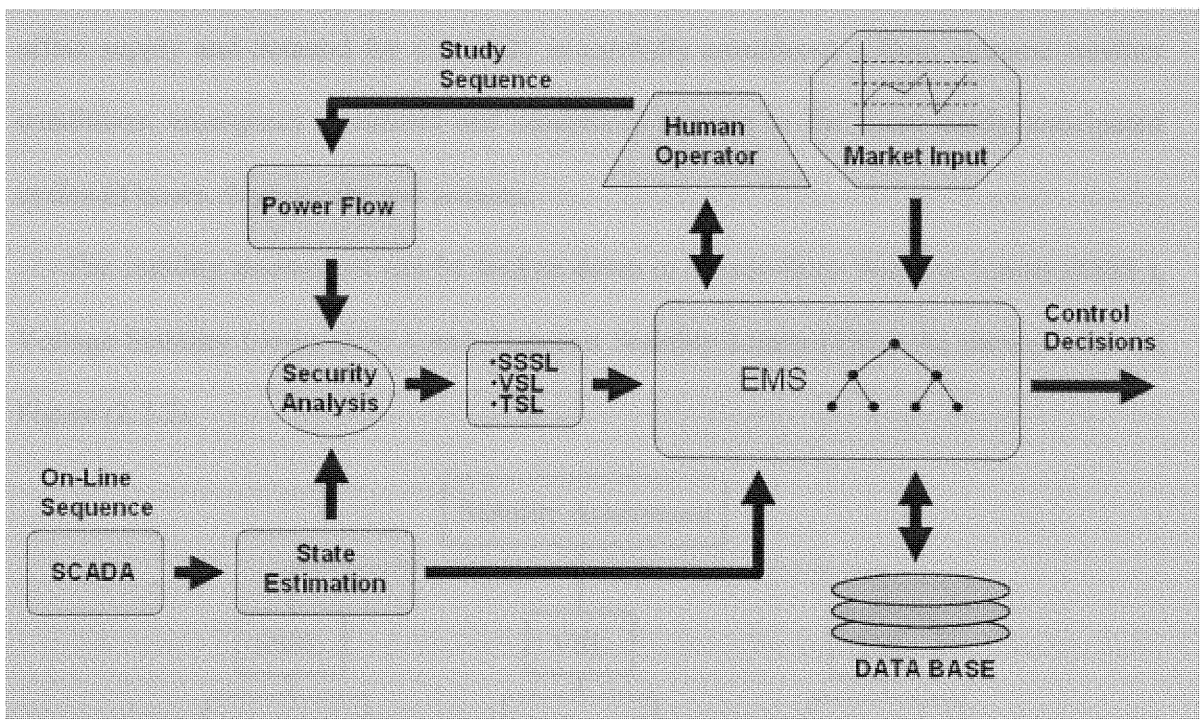 Study
Sequence
Human
Operator
Market Input
Power Flow
Control
Decisions
Security
Analysis
•SSSL
•VSL
•TSL
EMS
On-Line
Sequence
SCADA
State
Estimation
DATA BASE